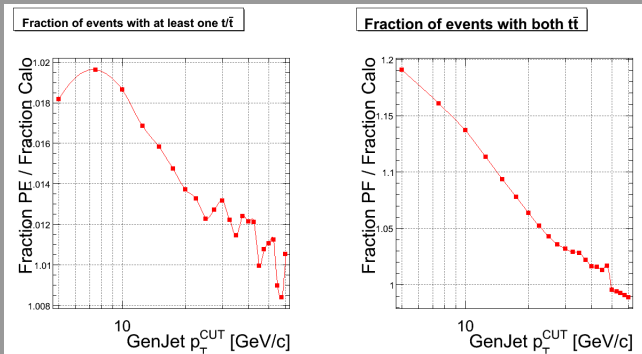 Fraction of events with at least one t/t̄
Fraction PF / Fraction Calo
1.02
1.018
1.016
1.014
1.012
1.01
1.008
10
GenJet p_T^CUT [GeV/c]
Fraction of events with both tt̄
Fraction PF / Fraction Calo
1.2
1.15
1.1
1.05
1
10
GenJet p_T^CUT [GeV/c]